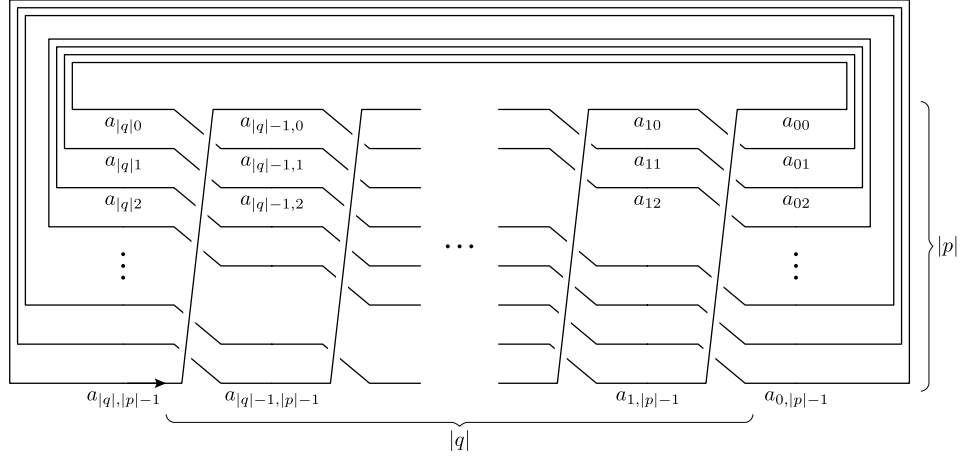 a_{|q|0} a_{|q|-1,0} a_{10} a_{00}
a_{|q|1} a_{|q|-1,1} a_{11} a_{01}
a_{|q|2} a_{|q|-1,2} a_{12} a_{02}
⋮ ··· ⋮ |p|
a_{|q|,|p|-1} a_{|q|-1,|p|-1} a_{1,|p|-1} a_{0,|p|-1}
|q|